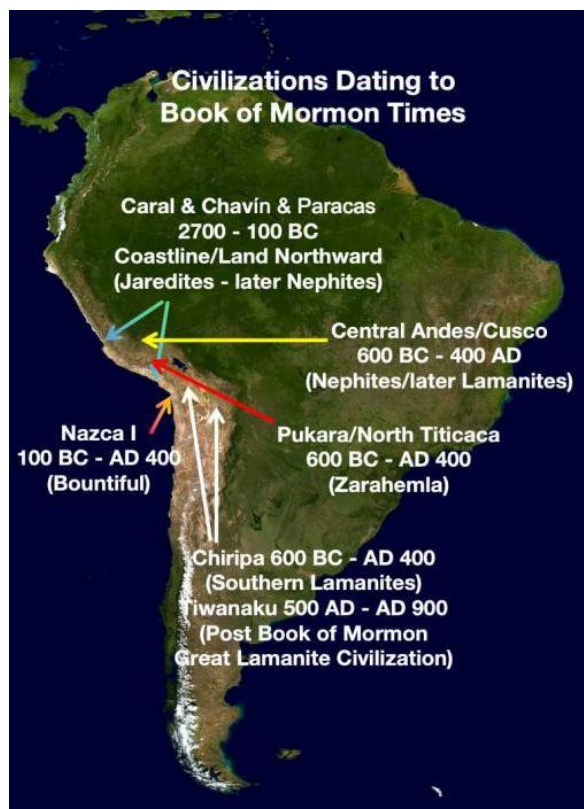 Civilizations Dating to
Book of Mormon Times
Caral & Chavín & Paracas
2700 - 100 BC
Coastline/Land Northward
(Jaredites - later Nephites)
Central Andes/Cusco
600 BC - 400 AD
(Nephites/later Lamanites)
Nazca I
100 BC - AD 400
(Bountiful)
Pukara/North Titicaca
600 BC - AD 400
(Zarahemla)
Chiripa 600 BC - AD 400
(Southern Lamanites)
Tiwanaku 500 AD - AD 900
(Post Book of Mormon
Great Lamanite Civilization)